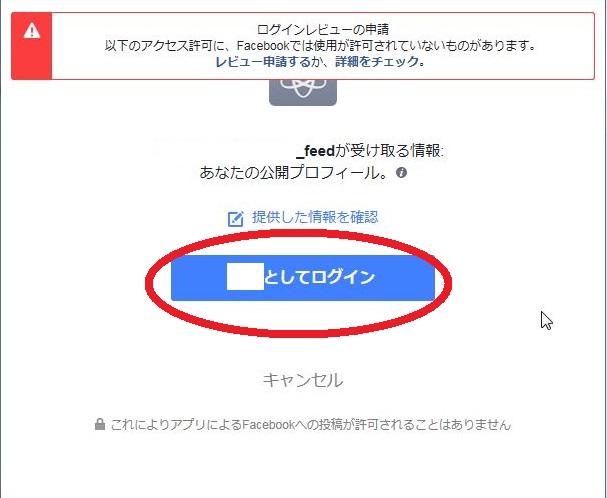 ログインレビューの申請
以下のアクセス許可に、Facebookでは使用が許可されていないものがあります。
レビュー申請するか、詳細をチェック。
_feedが受け取る情報:
あなたの公開プロフィール。
提供した情報を確認
としてログイン
キャンセル
これによりアプリによるFacebookへの投稿が許可されることはありません